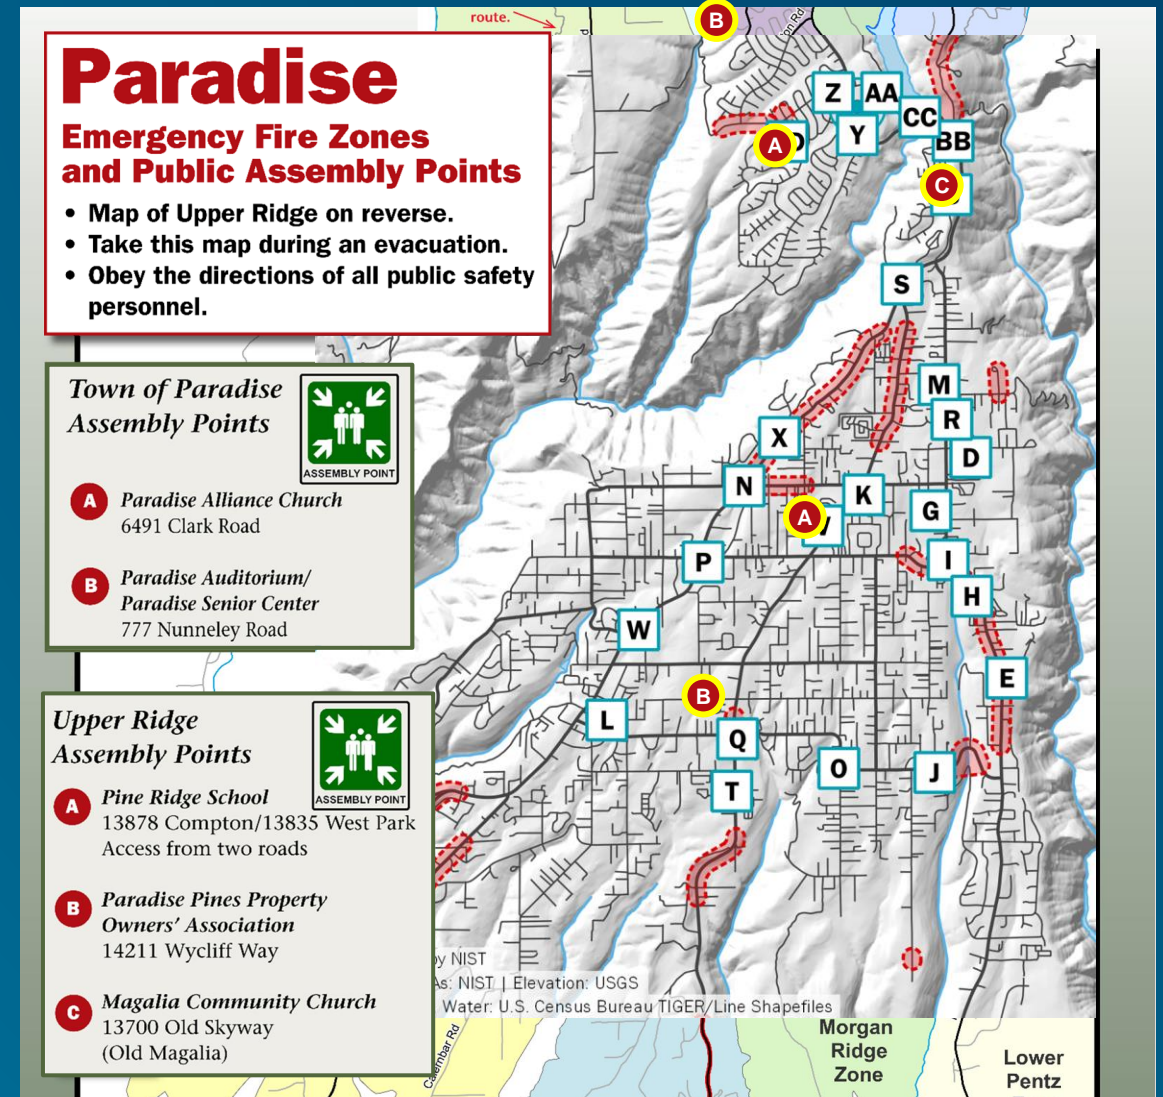 route.
B
on Rd
Paradise
Emergency Fire Zones
and Public Assembly Points
• Map of Upper Ridge on reverse.
• Take this map during an evacuation.
• Obey the directions of all public safety
personnel.
Z
AA
CC
Y
BB
A
C
S
Town of Paradise
Assembly Points
ASSEMBLY POINT
A
Paradise Alliance Church
6491 Clark Road
B
Paradise Auditorium/
Paradise Senior Center
777 Nunneley Road
M
R
X
D
N
K
G
A
P
I
H
W
E
B
L
Q
O
J
T
Upper Ridge
Assembly Points
ASSEMBLY POINT
A
Pine Ridge School
13878 Compton/13835 West Park
Access from two roads
B
Paradise Pines Property
Owners' Association
14211 Wycliff Way
C
Magalia Community Church
13700 Old Skyway
(Old Magalia)
by NIST
As: NIST | Elevation: USGS
Water: U.S. Census Bureau TIGER/Line Shapefiles
Morgan
Ridge
Zone
Lower
Pentz